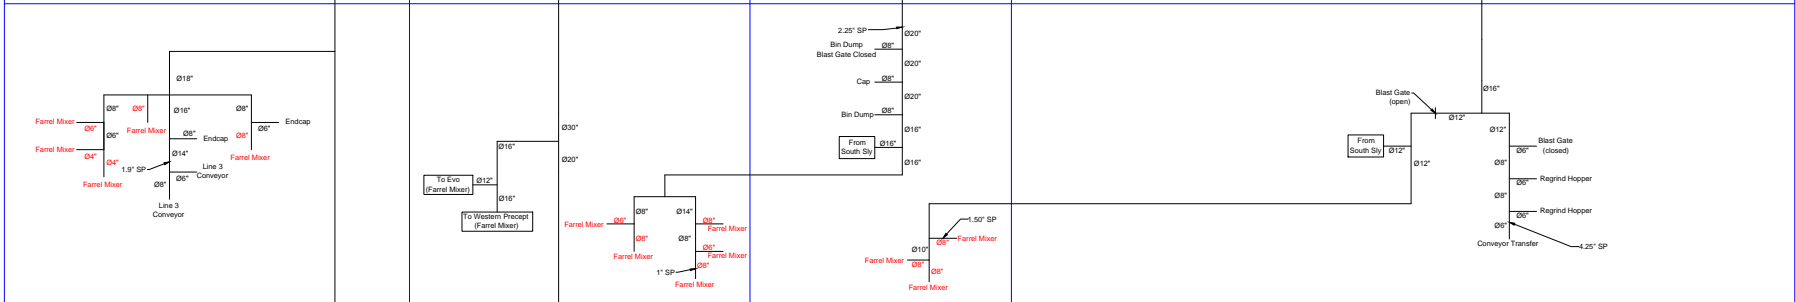 Ø18"
Ø8"
Ø8"
Ø16"
Ø8"
Farrel Mixer
Ø6"
Ø6"
Farrel Mixer
Ø8"
Endcap
Ø8"
Ø6"
Endcap
Farrel Mixer
Ø4"
Ø4"
Farrel Mixer
Ø14"
1.9" SP
Line 3
Conveyor
Ø6"
Ø8"
Line 3
Conveyor
Farrel Mixer
Ø30"
Ø16"
Ø20"
To Evo
(Farrel Mixer)
Ø12"
Ø16"
To Western Precept
(Farrel Mixer)
2.25" SP
Ø20"
Bin Dump
Blast Gate Closed
Ø8"
Ø20"
Cap
Ø8"
Ø20"
Bin Dump
Ø8"
Ø16"
From
South Sly
Ø16"
Ø16"
Farrel Mixer
Ø6"
Ø8"
Ø14"
Ø8"
Farrel Mixer
Ø8"
Ø8"
Ø6"
Farrel Mixer
Farrel Mixer
1" SP
Ø8"
Farrel Mixer
1.50" SP
Ø8"
Farrel Mixer
Ø10"
Farrel Mixer
Ø8"
Ø8"
Farrel Mixer
Ø16"
Blast Gate
(open)
Ø12"
Ø12"
From
South Sly
Ø12"
Ø12"
Blast Gate
(closed)
Ø6"
Ø8"
Regrind Hopper
Ø6"
Ø8"
Regrind Hopper
Ø6"
Ø6"
Conveyor Transfer
4.25" SP